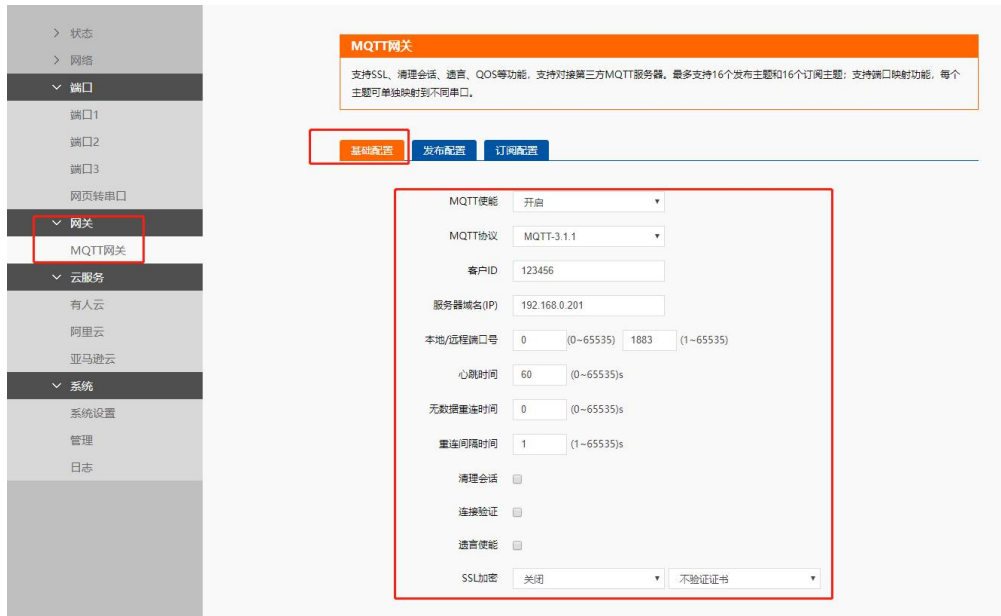 状态
网络
端口
端口1
端口2
端口3
网页转串口
网关
MQTT网关
云服务
有人云
阿里云
亚马逊云
系统
系统设置
管理
日志
MQTT网关
支持SSL、清理会话、遗言、QOS等功能，支持对接第三方MQTT服务器。最多支持16个发布主题和16个订阅主题；支持端口映射功能，每个
主题可单独映射到不同串口。
基础配置 发布配置 订阅配置
MQTT使能 开启
MQTT协议 MQTT-3.1.1
客户ID 123456
服务器域名(IP) 192.168.0.201
本地/远程端口号 0 (0~65535) 1883 (1~65535)
心跳时间 60 (0~65535)s
无数据重连时间 0 (0~65535)s
重连间隔时间 1 (1~65535)s
清理会话
连接验证
遗言使能
SSL加密 关闭 不验证证书